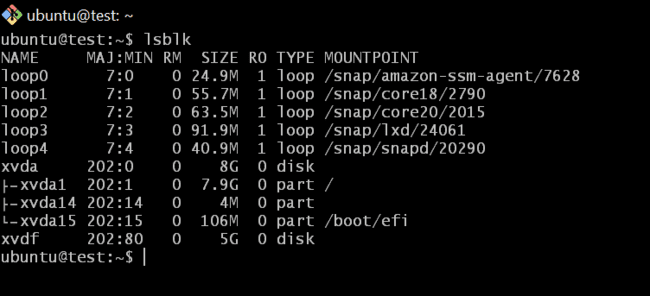 ubuntu@test: ~
ubuntu@test:~$ lsblk
NAME     MAJ:MIN RM  SIZE RO TYPE MOUNTPOINT
loop0      7:0    0 24.9M  1 loop /snap/amazon-ssm-agent/7628
loop1      7:1    0 55.7M  1 loop /snap/core18/2790
loop2      7:2    0 63.5M  1 loop /snap/core20/2015
loop3      7:3    0 91.9M  1 loop /snap/lxd/24061
loop4      7:4    0 40.9M  1 loop /snap/snapd/20290
xvda     202:0    0    8G  0 disk
├─xvda1  202:1    0  7.9G  0 part /
├─xvda14 202:14   0    4M  0 part
└─xvda15 202:15   0  106M  0 part /boot/efi
xvdf     202:80   0    5G  0 disk
ubuntu@test:~$